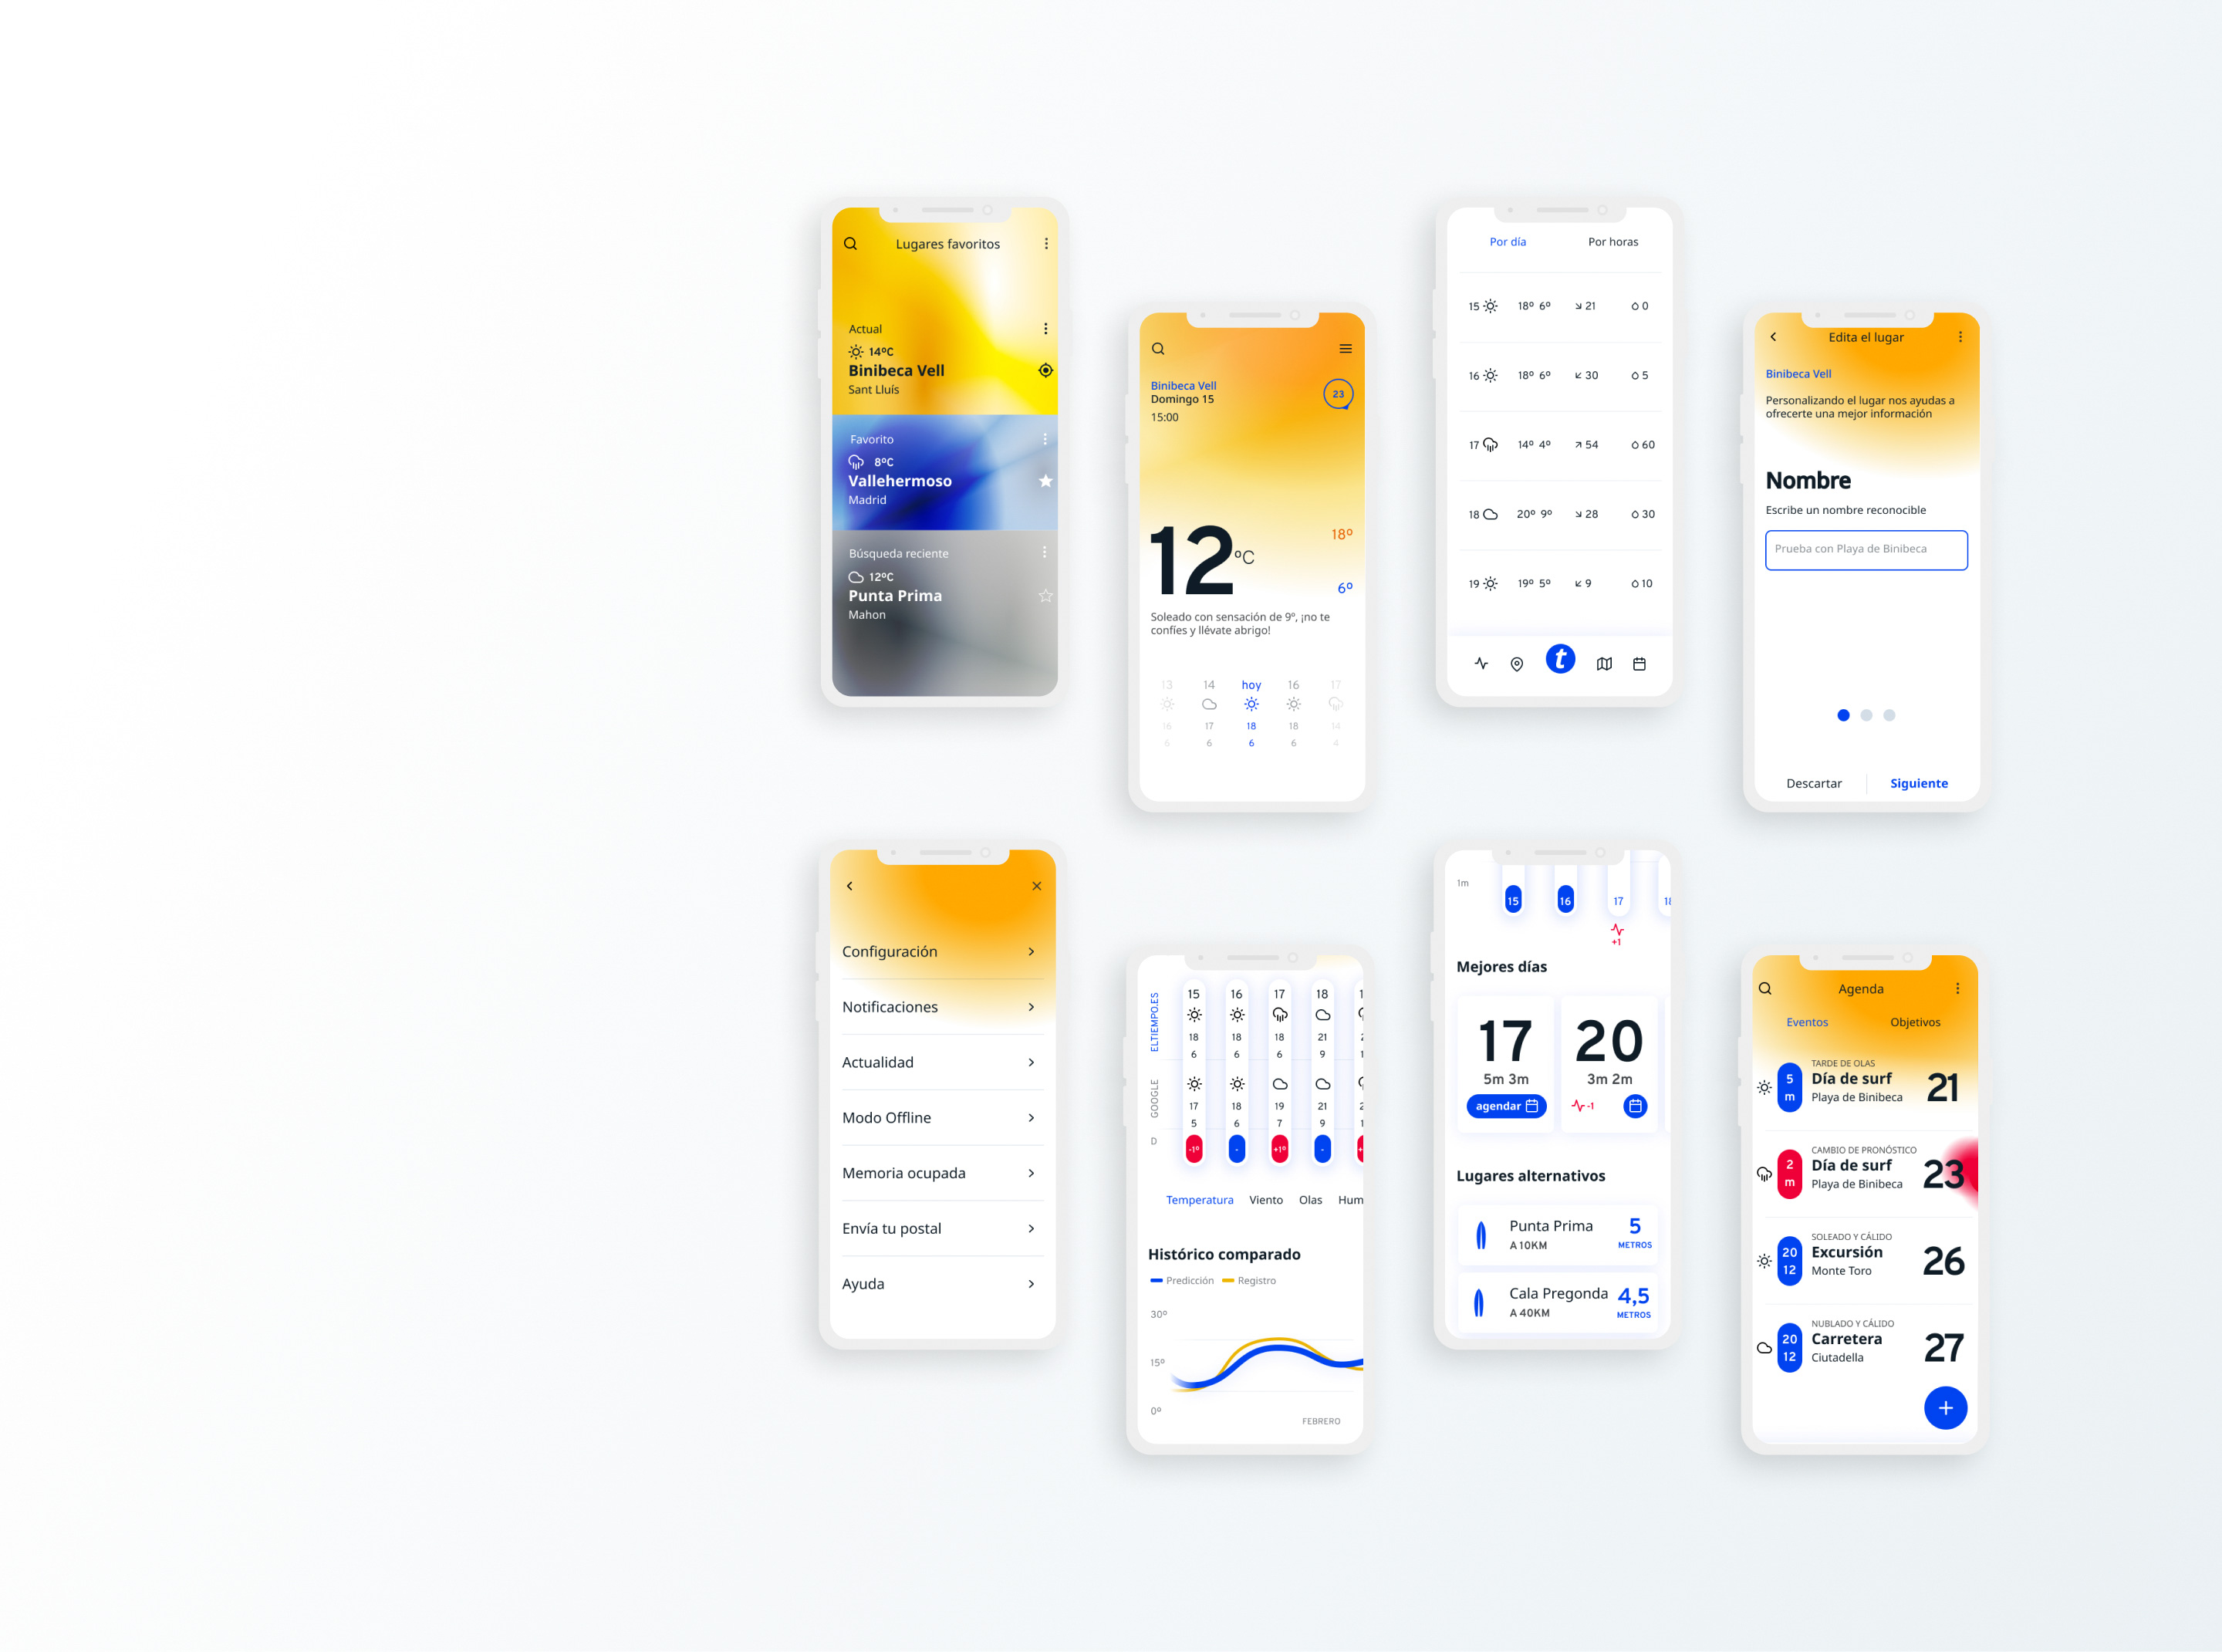 Lugares favoritos
Actual
14ºC
Binibeca Vell
Sant Lluís
Favorito
8ºC
Vallehermoso
Madrid
Búsqueda reciente
12ºC
Punta Prima
Mahon
Binibeca Vell
Domingo 15
15:00
23
12ºC
18º
6º
Soleado con sensación de 9º, ¡no te
confíes y llévate abrigo!
13 14 hoy 16 17
16 17 18 18 14
6 6 6 6 4
Por día Por horas
15 18º 6º 21 0
16 18º 6º 30 5
17 14º 4º 54 60
18 20º 9º 28 30
19 19º 5º 9 10
t
Edita el lugar
Binibeca Vell
Personalizando el lugar nos ayudas a
ofrecerte una mejor información
Nombre
Escribe un nombre reconocible
Prueba con Playa de Binibeca
Descartar Siguiente
Configuración
Notificaciones
Actualidad
Modo Offline
Memoria ocupada
Envía tu postal
Ayuda
ELTIEMPO.ES
15 16 17 18 1
18 18 18 21 2
6 6 6 9 1
GOOGLE
17 18 19 21 2
5 6 7 9 1
D -1º - +1º - +
Temperatura Viento Olas Hum
Histórico comparado
Predicción Registro
30º
15º
0º
FEBRERO
1m
15 16 17 18
+1
Mejores días
17 20
5m 3m 3m 2m
agendar -1
Lugares alternativos
Punta Prima
A 10KM
5
METROS
Cala Pregonda
A 40KM
4,5
METROS
Agenda
Eventos Objetivos
5
m
TARDE DE OLAS
Día de surf
Playa de Binibeca
21
2
m
CAMBIO DE PRONÓSTICO
Día de surf
Playa de Binibeca
23
20
12
SOLEADO Y CÁLIDO
Excursión
Monte Toro
26
20
12
NUBLADO Y CÁLIDO
Carretera
Ciutadella
27